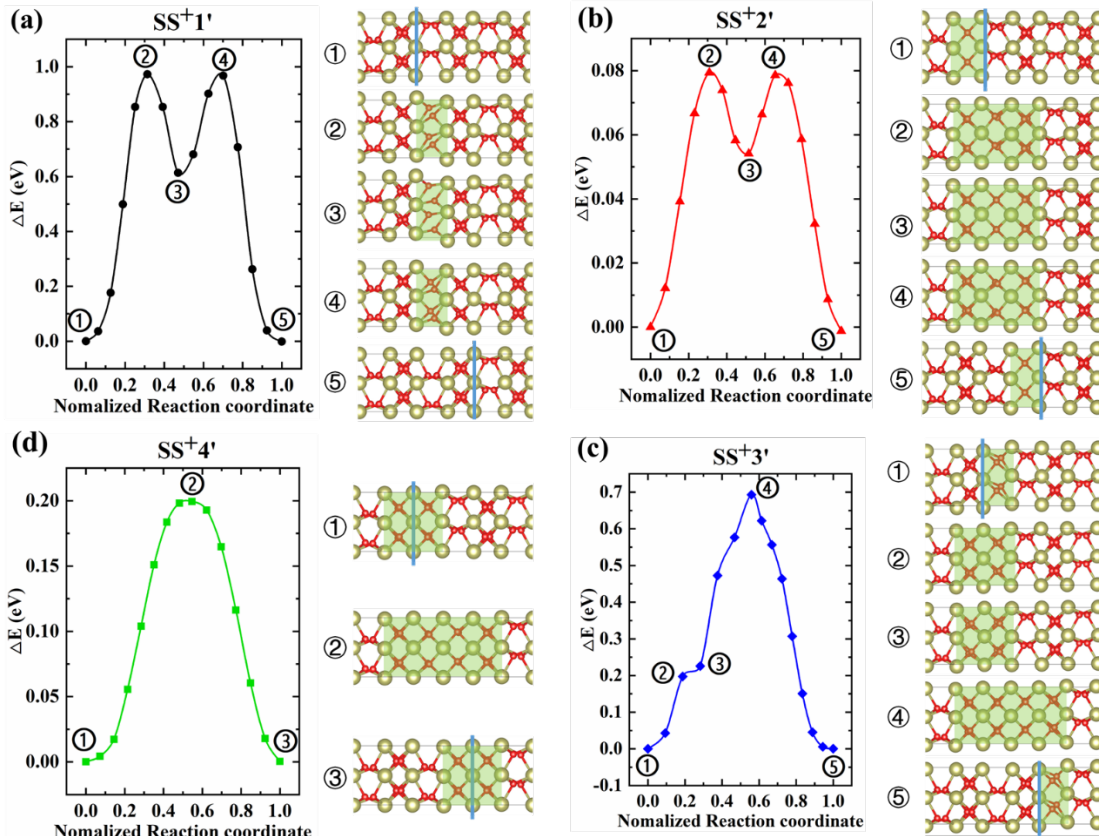 (a) SS⁺1'
1.0
0.8
0.6
0.4
0.2
0.0
△E (eV)
① ② ③ ④ ⑤
0.0 0.2 0.4 0.6 0.8 1.0
Nomalized Reaction coordinate
①
②
③
④
⑤
(b) SS⁺2'
0.08
0.06
0.04
0.02
0.00
△E (eV)
① ② ③ ④ ⑤
0.0 0.2 0.4 0.6 0.8 1.0
Nomalized Reaction coordinate
①
②
③
④
⑤
(d) SS⁺4'
0.20
0.15
0.10
0.05
0.00
△E (eV)
① ② ③
0.0 0.2 0.4 0.6 0.8 1.0
Nomalized Reaction coordinate
①
②
③
(c) SS⁺3'
0.7
0.6
0.5
0.4
0.3
0.2
0.1
0.0
-0.1
△E (eV)
① ② ③ ④ ⑤
0.0 0.2 0.4 0.6 0.8 1.0
Nomalized Reaction coordinate
①
②
③
④
⑤